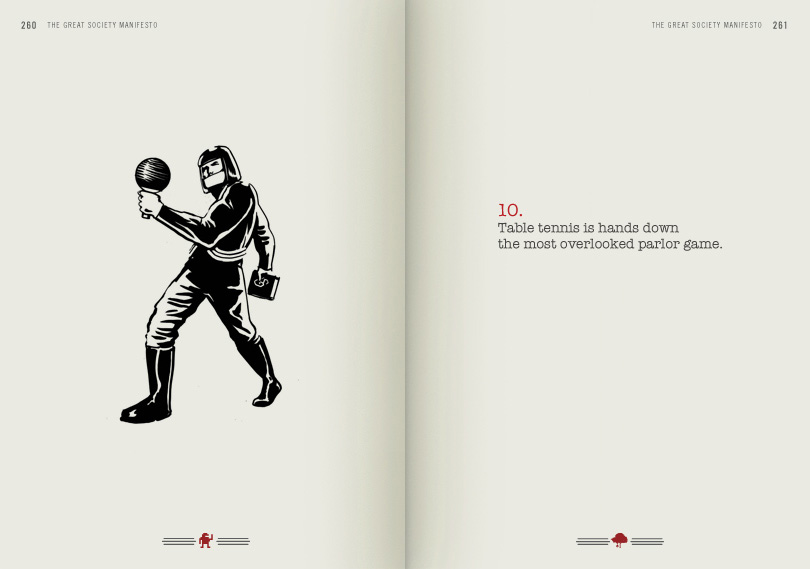 260 THE GREAT SOCIETY MANIFESTO
THE GREAT SOCIETY MANIFESTO 261
10.
Table tennis is hands down
the most overlooked parlor game.
GS